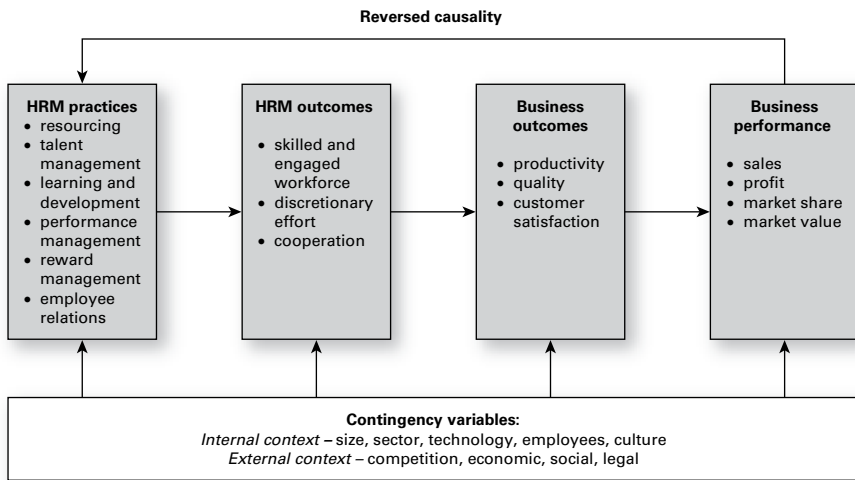 Reversed causality
HRM practices
• resourcing
• talent
management
• learning and
development
• performance
management
• reward
management
• employee
relations
HRM outcomes
• skilled and
engaged
workforce
• discretionary
effort
• cooperation
Business
outcomes
• productivity
• quality
• customer
satisfaction
Business
performance
• sales
• profit
• market share
• market value
Contingency variables:
Internal context – size, sector, technology, employees, culture
External context – competition, economic, social, legal